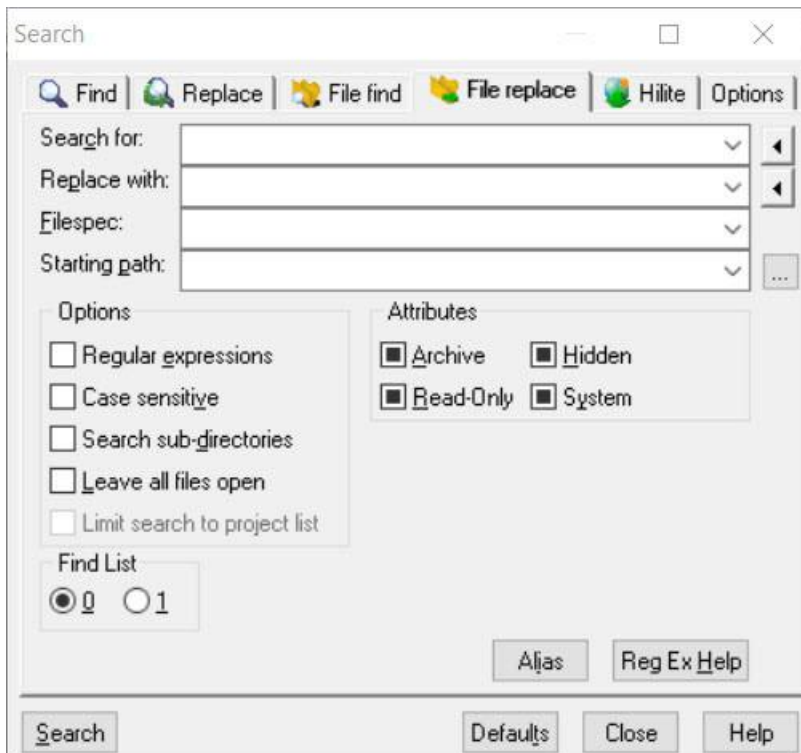 Search
Find Replace File find File replace Hilite Options
Search for:
Replace with:
Filespec:
Starting path:
...
Options Attributes
Regular expressions Archive Hidden
Case sensitive Read-Only System
Search sub-directories
Leave all files open
Limit search to project list
Find List
0 1
Alias Reg Ex Help
Search Defaults Close Help